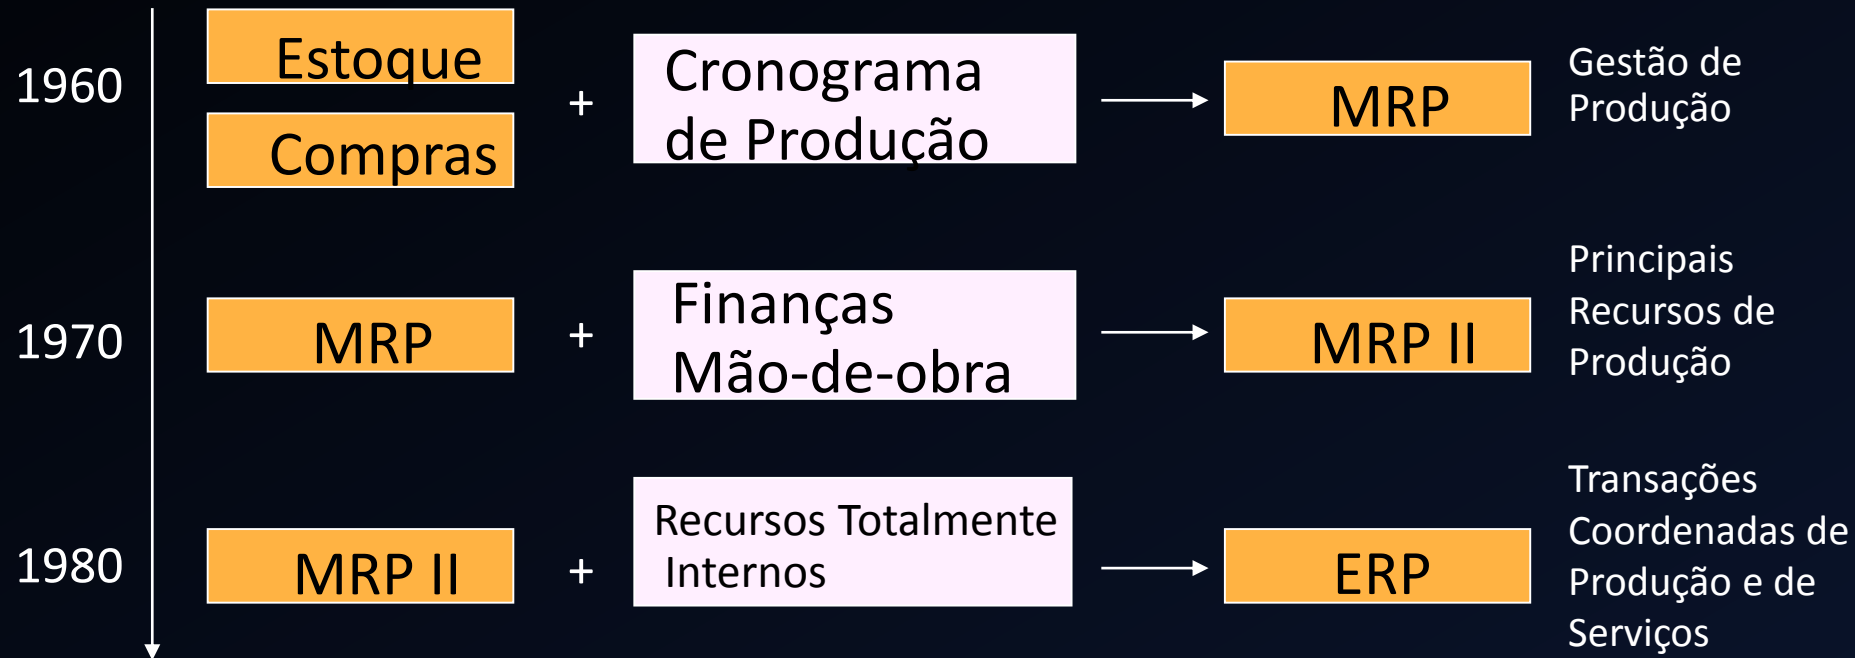 1960
Estoque
Compras
+
Cronograma
de Produção
MRP
Gestão de
Produção
1970
MRP
+
Finanças
Mão-de-obra
MRP II
Principais
Recursos de
Produção
1980
MRP II
+
Recursos Totalmente
Internos
ERP
Transações
Coordenadas de
Produção e de
Serviços